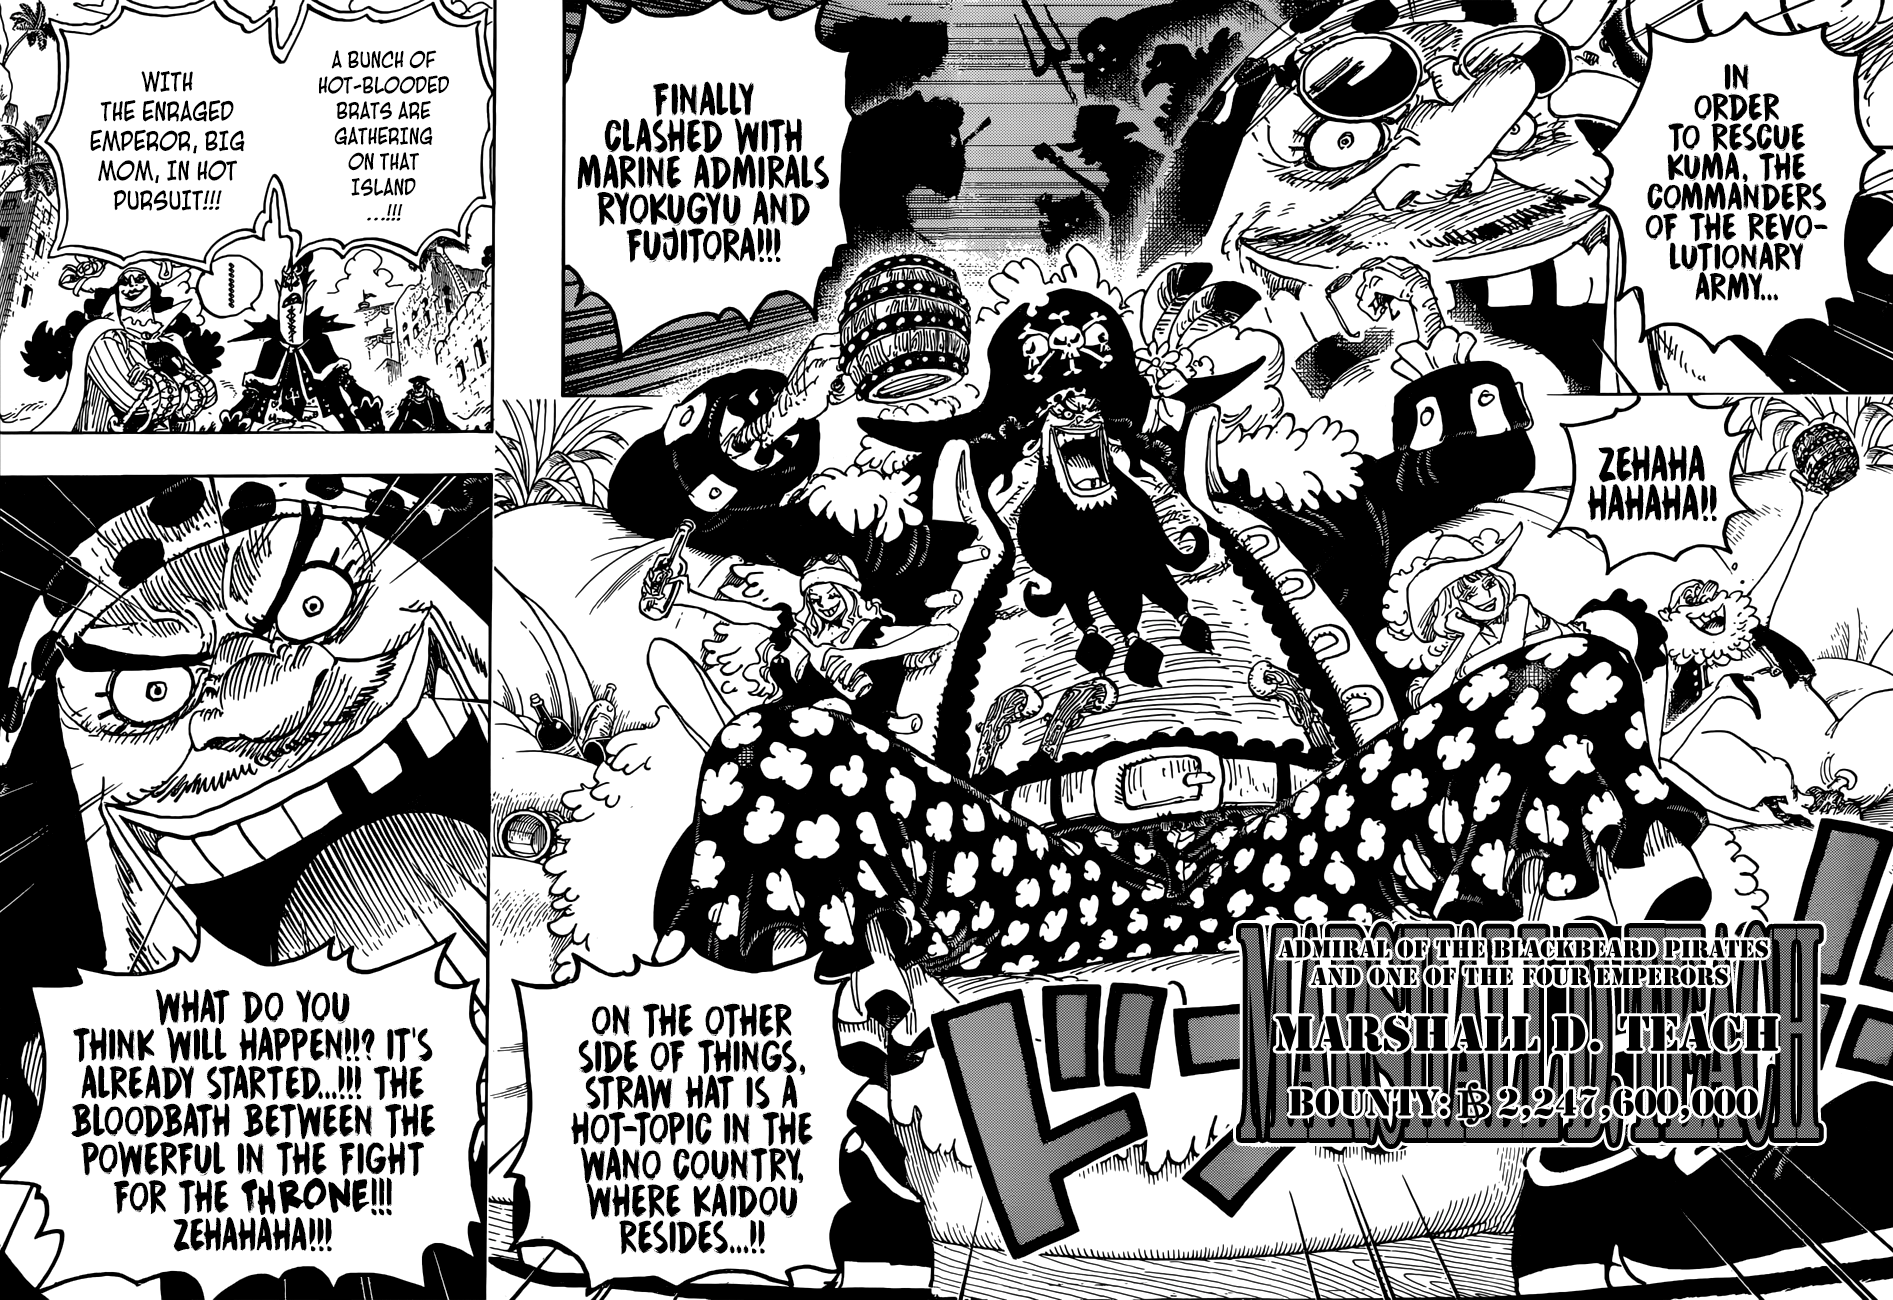 IN
ORDER
TO RESCUE
KUMA, THE
COMMANDERS
OF THE REVO-
LUTIONARY
ARMY...
FINALLY
CLASHED WITH
MARINE ADMIRALS
RYOKUGYU AND
FUJITORA!!!
ZEHAHA
HAHAHA!!
ドン
ADMIRAL OF THE BLACKBEARD PIRATES
AND ONE OF THE FOUR EMPERORS
MARSHALL D. TEACH
MARSHALL D. TEACH
BOUNTY: ฿ 2,247,600,000
ON THE OTHER
SIDE OF THINGS,
STRAW HAT IS A
HOT-TOPIC IN THE
WANO COUNTRY,
WHERE KAIDOU
RESIDES...!!
A BUNCH OF
HOT-BLOODED
BRATS ARE
GATHERING
ON THAT
ISLAND
...!!!
WITH
THE ENRAGED
EMPEROR, BIG
MOM, IN HOT
PURSUIT!!!
.........
WHAT DO YOU
THINK WILL HAPPEN!!? IT'S
ALREADY STARTED...!!! THE
BLOODBATH BETWEEN THE
POWERFUL IN THE FIGHT
FOR THE THRONE!!!
ZEHAHAHA!!!